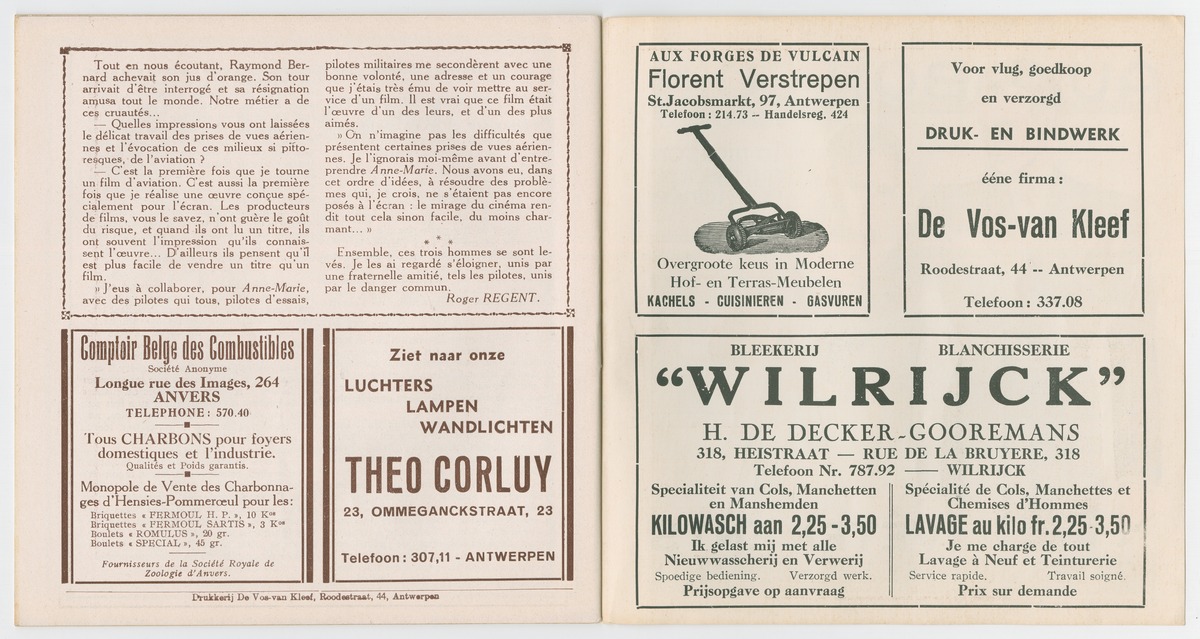 Tout en nous écoutant, Raymond Ber-
nard achevait son jus d'orange. Son tour
arrivait d'être interrogé et sa résignation
amusa tout le monde. Notre métier a de
ces cruautés...
— Quelles impressions vous ont laissées
le délicat travail des prises de vues aérien-
nes et l'évocation de ces milieux si pitto-
resques, de l'aviation ?
— C'est la première fois que je tourne
un film d'aviation. C'est aussi la première
fois que je réalise une œuvre conçue spé-
cialement pour l'écran. Les producteurs
de films, vous le savez, n'ont guère le goût
du risque, et quand ils ont lu un titre, ils
ont souvent l'impression qu'ils connais-
sent l'œuvre... D'ailleurs ils pensent qu'il
est plus facile de vendre un titre qu'un
film.
» J'eus à collaborer, pour Anne-Marie,
avec des pilotes qui tous, pilotes d'essais,
pilotes militaires me secondèrent avec une
bonne volonté, une adresse et un courage
que j'étais très ému de voir mettre au ser-
vice d'un film. Il est vrai que ce film était
l'œuvre d'un des leurs, et d'un des plus
aimés.
» On n'imagine pas les difficultés que
présentent certaines prises de vues aérien-
nes. Je l'ignorais moi-même avant d'entre-
prendre Anne-Marie. Nous avons eu, dans
cet ordre d'idées, à résoudre des problè-
mes qui, je crois, ne s'étaient pas encore
posés à l'écran : le mirage du cinéma ren-
dit tout cela sinon facile, du moins char-
mant... »
* * *
Ensemble, ces trois hommes se sont le-
vés. Je les ai regardé s'éloigner, unis par
une fraternelle amitié, tels les pilotes, unis
par le danger commun.
Roger REGENT.
Comptoir Belge des Combustibles
Société Anonyme
Longue rue des Images, 264
ANVERS
TELEPHONE : 570.40
Tous CHARBONS pour foyers
domestiques et l'industrie.
Qualités et Poids garantis.
Monopole de Vente des Charbonna-
ges d'Hensies-Pommerœul pour les :
Briquettes « FERMOUL H. P. », 10 Kos
Briquettes « FERMOUL SARTIS », 3 Kos
Boulets « ROMULUS », 20 gr.
Boulets « SPECIAL », 45 gr.
Fournisseurs de la Société Royale de
Zoologie d'Anvers.
Ziet naar onze
LUCHTERS
LAMPEN
WANDLICHTEN
THEO CORLUY
23, OMMEGANCKSTRAAT, 23
Telefoon : 307,11 - ANTWERPEN
Drukkerij De Vos-van Kleef, Roodestraat, 44, Antwerpen
AUX FORGES DE VULCAIN
Florent Verstrepen
St.Jacobsmarkt, 97, Antwerpen
Telefoon : 214.73 -- Handelsreg. 424
Overgroote keus in Moderne
Hof- en Terras-Meubelen
KACHELS - CUISINIEREN - GASVUREN
Voor vlug, goedkoop
en verzorgd
DRUK- EN BINDWERK
ééne firma :
De Vos-van Kleef
Roodestraat, 44 -- Antwerpen
Telefoon : 337.08
BLEEKERIJ BLANCHISSERIE
“WILRIJCK”
H. DE DECKER-GOOREMANS
318, HEISTRAAT — RUE DE LA BRUYERE, 318
Telefoon Nr. 787.92 — WILRIJCK
Specialiteit van Cols, Manchetten
en Manshemden
KILOWASCH aan 2,25 - 3,50
Ik gelast mij met alle
Nieuwwasscherij en Verwerij
Spoedige bediening. Verzorgd werk.
Prijsopgave op aanvraag
Spécialité de Cols, Manchettes et
Chemises d'Hommes
LAVAGE au kilo fr. 2,25 - 3,50
Je me charge de tout
Lavage à Neuf et Teinturerie
Service rapide. Travail soigné.
Prix sur demande